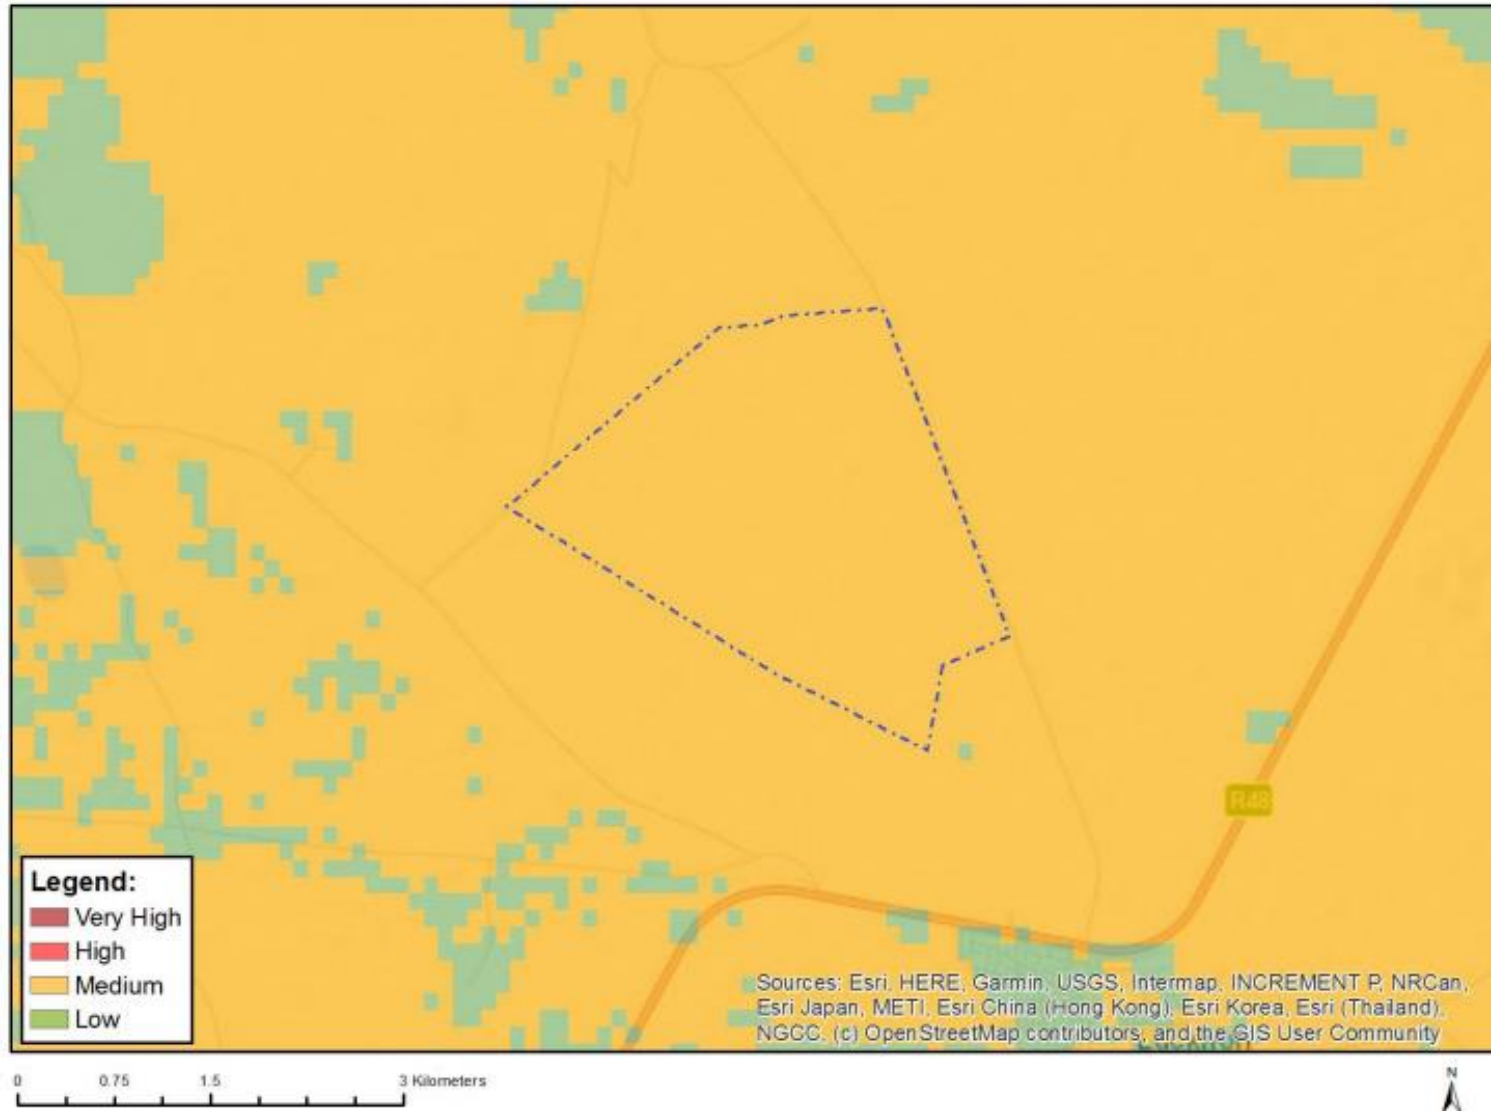 R48
Legend:
Very High
High
Medium
Low
Sources: Esri, HERE, Garmin, USGS, Intermap, INCREMENT P, NRCan,
Esri Japan, METI, Esri China (Hong Kong), Esri Korea, Esri (Thailand),
NGCC, (c) OpenStreetMap contributors, and the GIS User Community
0 0.75 1.5 3 Kilometers
N